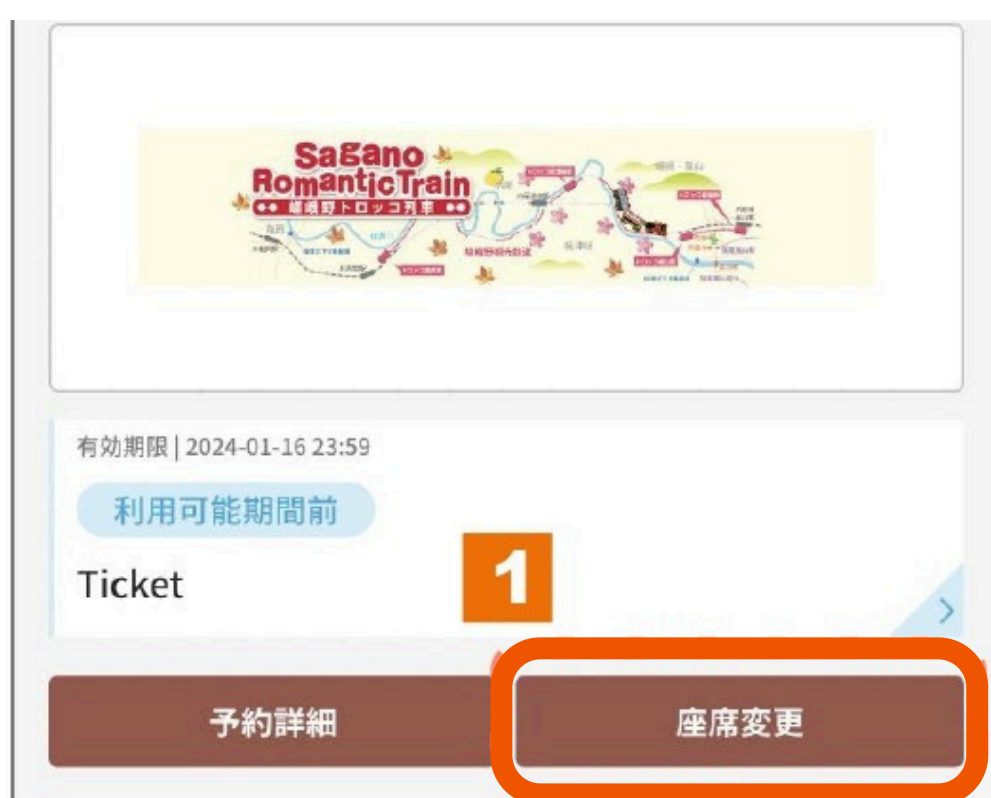 Sagano
RomanticTrain
嵯峨野トロッコ列車
有効期限 | 2024-01-16 23:59
利用可能期間前
Ticket
1
予約詳細
座席変更